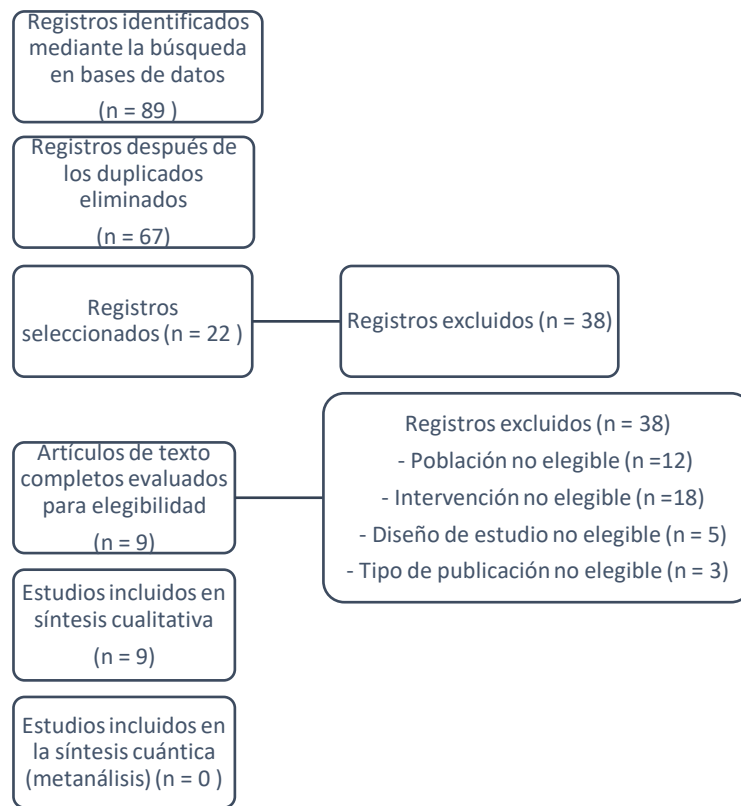 Registros identificados
mediante la búsqueda
en bases de datos
(n = 89 )
Registros después de
los duplicados
eliminados
(n = 67)
Registros
seleccionados (n = 22 )
Registros excluidos (n = 38)
Artículos de texto
completos evaluados
para elegibilidad
(n = 9)
Registros excluidos (n = 38)
- Población no elegible (n =12)
- Intervención no elegible (n =18)
- Diseño de estudio no elegible (n = 5)
- Tipo de publicación no elegible (n = 3)
Estudios incluidos en
síntesis cualitativa
(n = 9)
Estudios incluidos en
la síntesis cuántica
(metanálisis) (n = 0 )